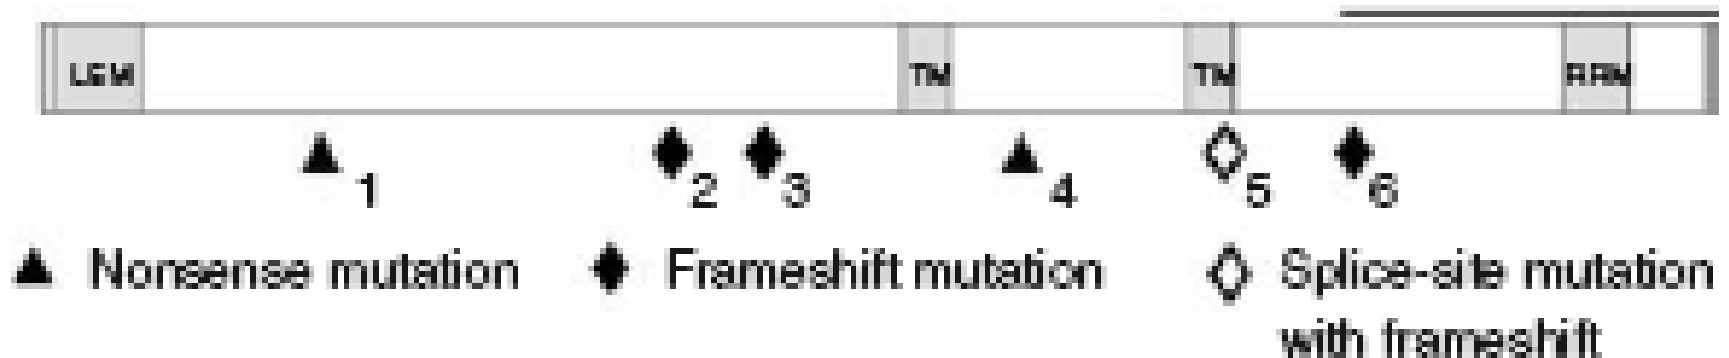 LEM TM TM RRM
1 2 3 4 5 6
Nonsense mutation Frameshift mutation Splice-site mutation
with frameshift